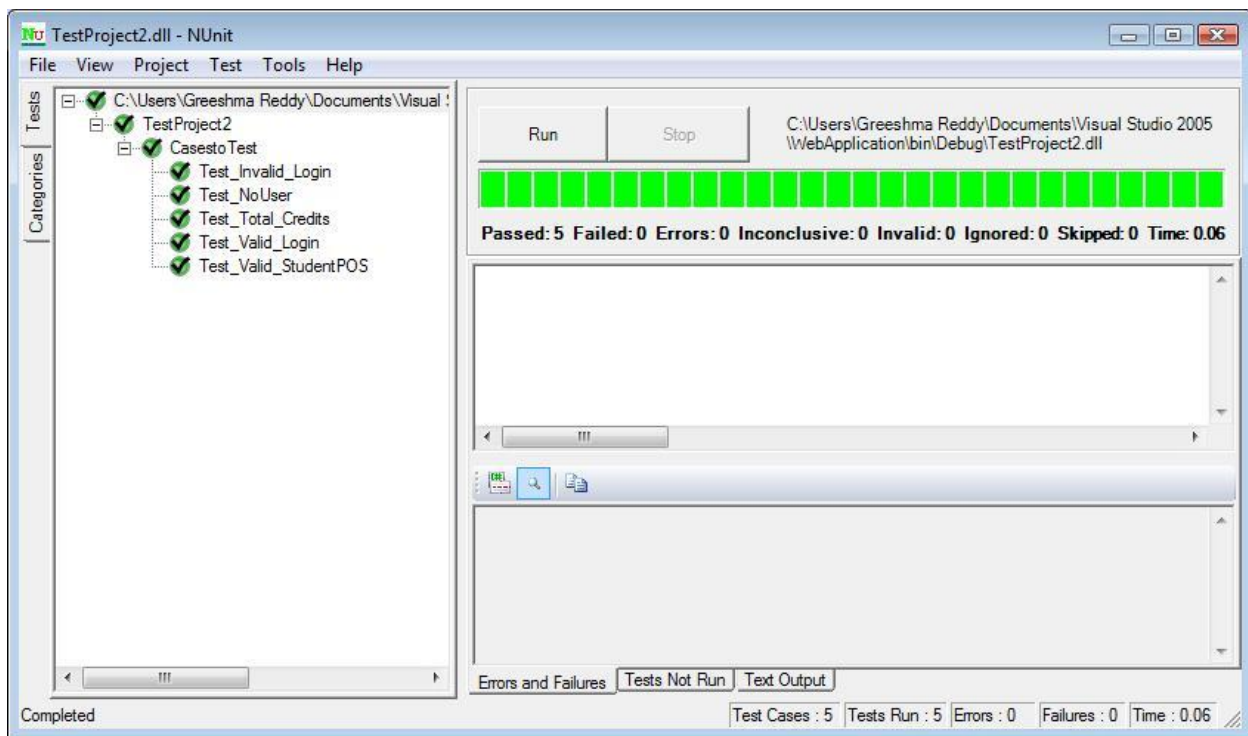 TestProject2.dll - NUnit
File View Project Test Tools Help
Tests
Categories
C:\Users\Greeshma Reddy\Documents\Visual
TestProject2
CasestoTest
Test_Invalid_Login
Test_NoUser
Test_Total_Credits
Test_Valid_Login
Test_Valid_StudentPOS
Run
Stop
C:\Users\Greeshma Reddy\Documents\Visual Studio 2005
\WebApplication\bin\Debug\TestProject2.dll
Passed: 5 Failed: 0 Errors: 0 Inconclusive: 0 Invalid: 0 Ignored: 0 Skipped: 0 Time: 0.06
Errors and Failures
Tests Not Run
Text Output
Completed
Test Cases : 5
Tests Run : 5
Errors : 0
Failures : 0
Time : 0.06